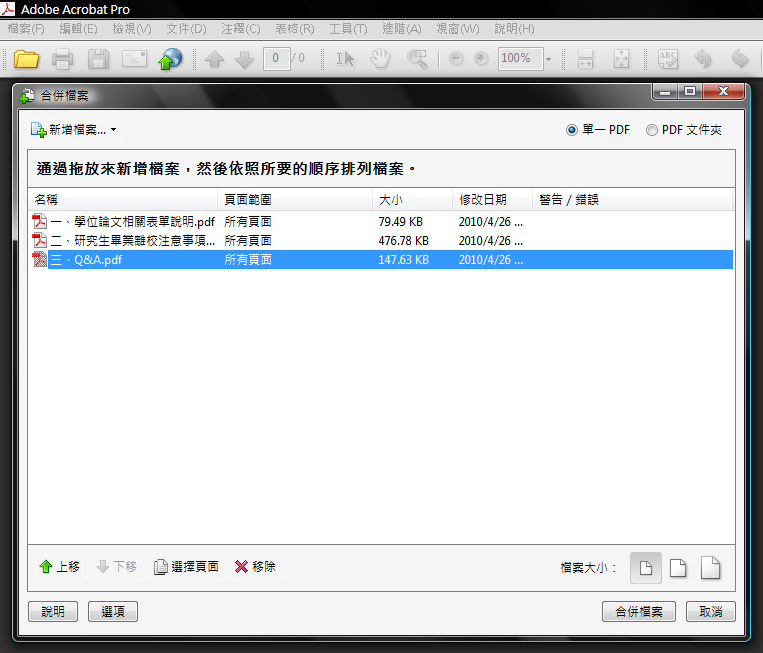 Adobe Acrobat Pro
檔案(F) 編輯(E) 檢視(V) 文件(D) 注釋(C) 表格(R) 工具(T) 進階(A) 視窗(W) 說明(H)
0 / 0 100% ABC
合併檔案
新增檔案... 單一 PDF PDF 文件夾
通過拖放來新增檔案，然後依照所要的順序排列檔案。
名稱 頁面範圍 大小 修改日期 警告 / 錯誤
一、學位論文相關表單說明.pdf 所有頁面 79.49 KB 2010/4/26 ...
二、研究生畢業離校注意事項... 所有頁面 476.78 KB 2010/4/26 ...
三、Q&A.pdf 所有頁面 147.63 KB 2010/4/26 ...
上移 下移 選擇頁面 移除 檔案大小：
說明 選項 合併檔案 取消